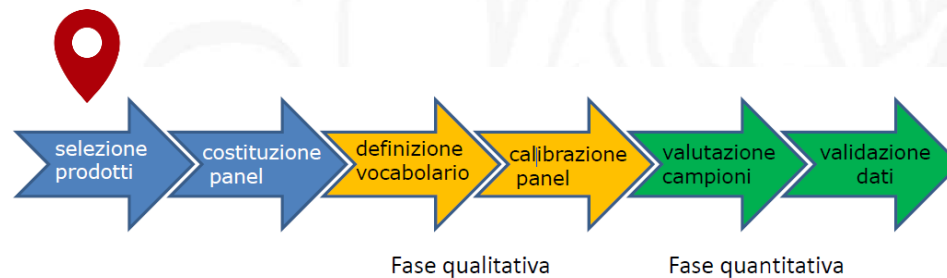 selezione
prodotti
costituzione
panel
definizione
vocabolario
calibrazione
panel
valutazione
campioni
validazione
dati
Fase qualitativa
Fase quantitativa